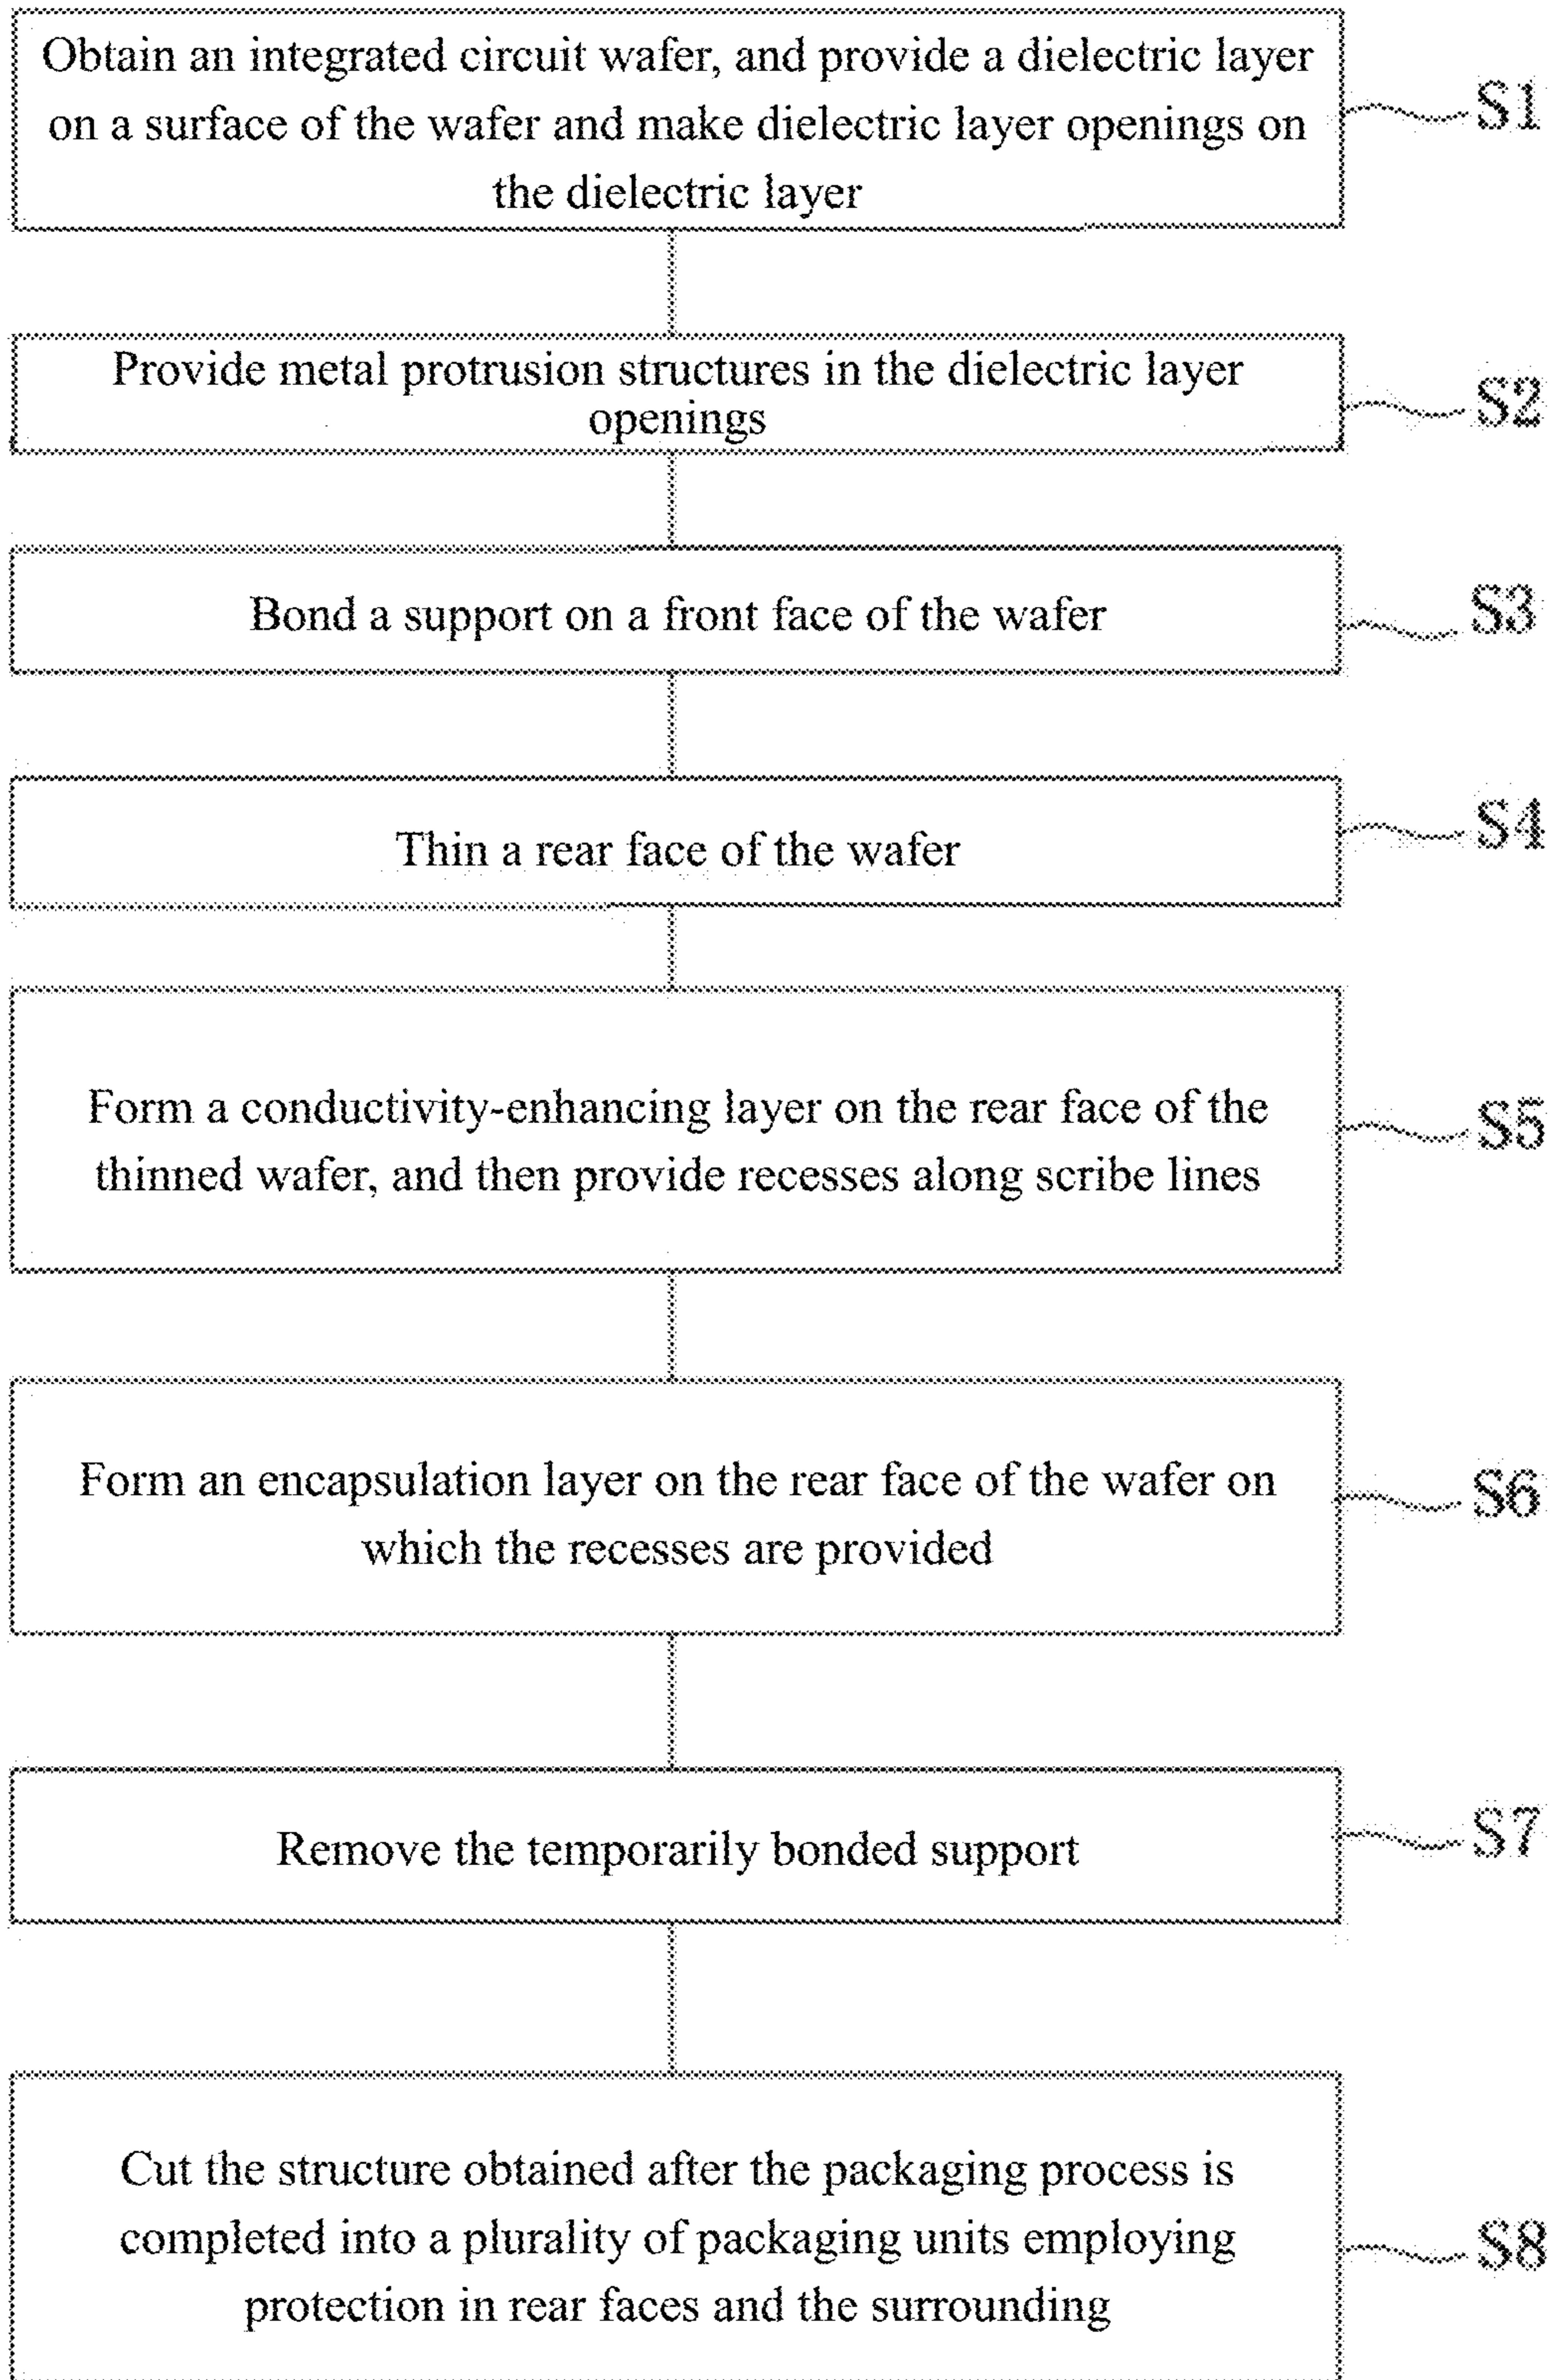 Obtain an integrated circuit wafer, and provide a dielectric layer
on a surface of the wafer and make dielectric layer openings on
the dielectric layer
S1
Provide metal protrusion structures in the dielectric layer
openings
S2
Bond a support on a front face of the wafer
S3
Thin a rear face of the wafer
S4
Form a conductivity-enhancing layer on the rear face of the
thinned wafer, and then provide recesses along scribe lines
S5
Form an encapsulation layer on the rear face of the wafer on
which the recesses are provided
S6
Remove the temporarily bonded support
S7
Cut the structure obtained after the packaging process is
completed into a plurality of packaging units employing
protection in rear faces and the surrounding
S8